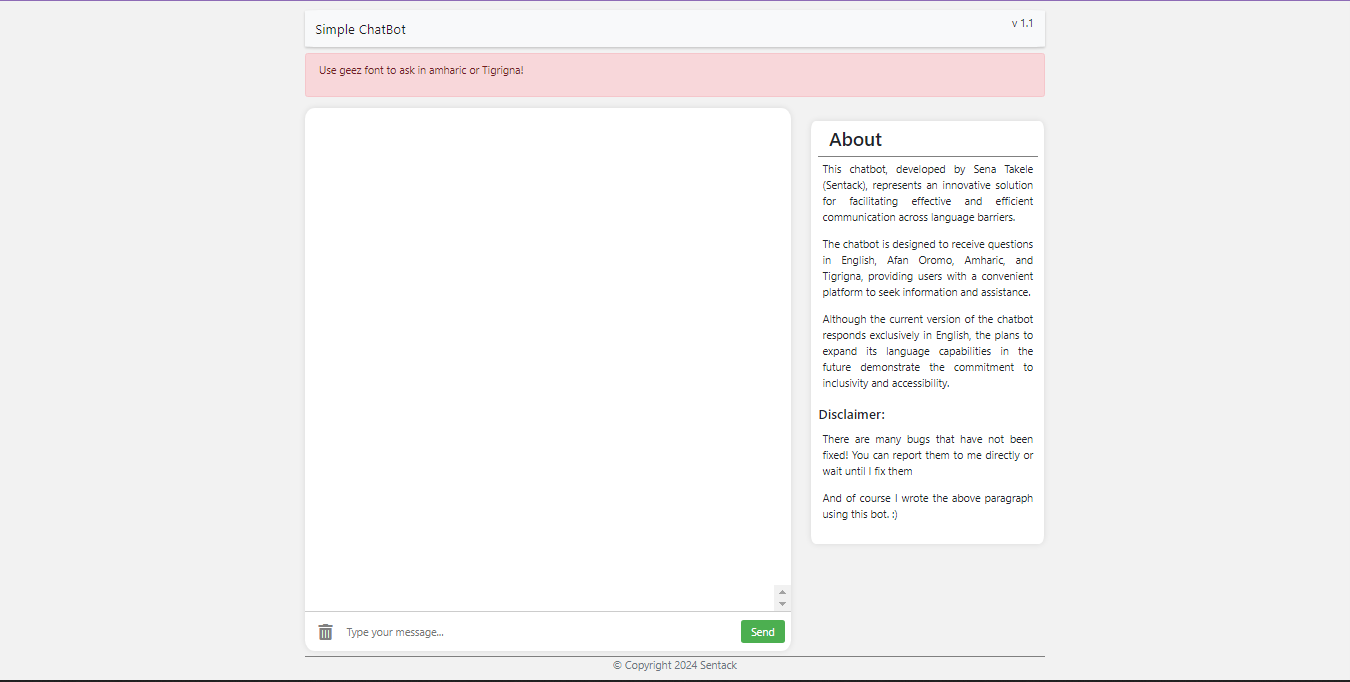 Simple ChatBot
v 1.1
Use geez font to ask in amharic or Tigrigna!
About
This chatbot, developed by Sena Takele
(Sentack), represents an innovative solution
for facilitating effective and efficient
communication across language barriers.
The chatbot is designed to receive questions
in English, Afan Oromo, Amharic, and
Tigrigna, providing users with a convenient
platform to seek information and assistance.
Although the current version of the chatbot
responds exclusively in English, the plans to
expand its language capabilities in the
future demonstrate the commitment to
inclusivity and accessibility.
Disclaimer:
There are many bugs that have not been
fixed! You can report them to me directly or
wait until I fix them
And of course I wrote the above paragraph
using this bot. :)
Type your message...
Send
© Copyright 2024 Sentack